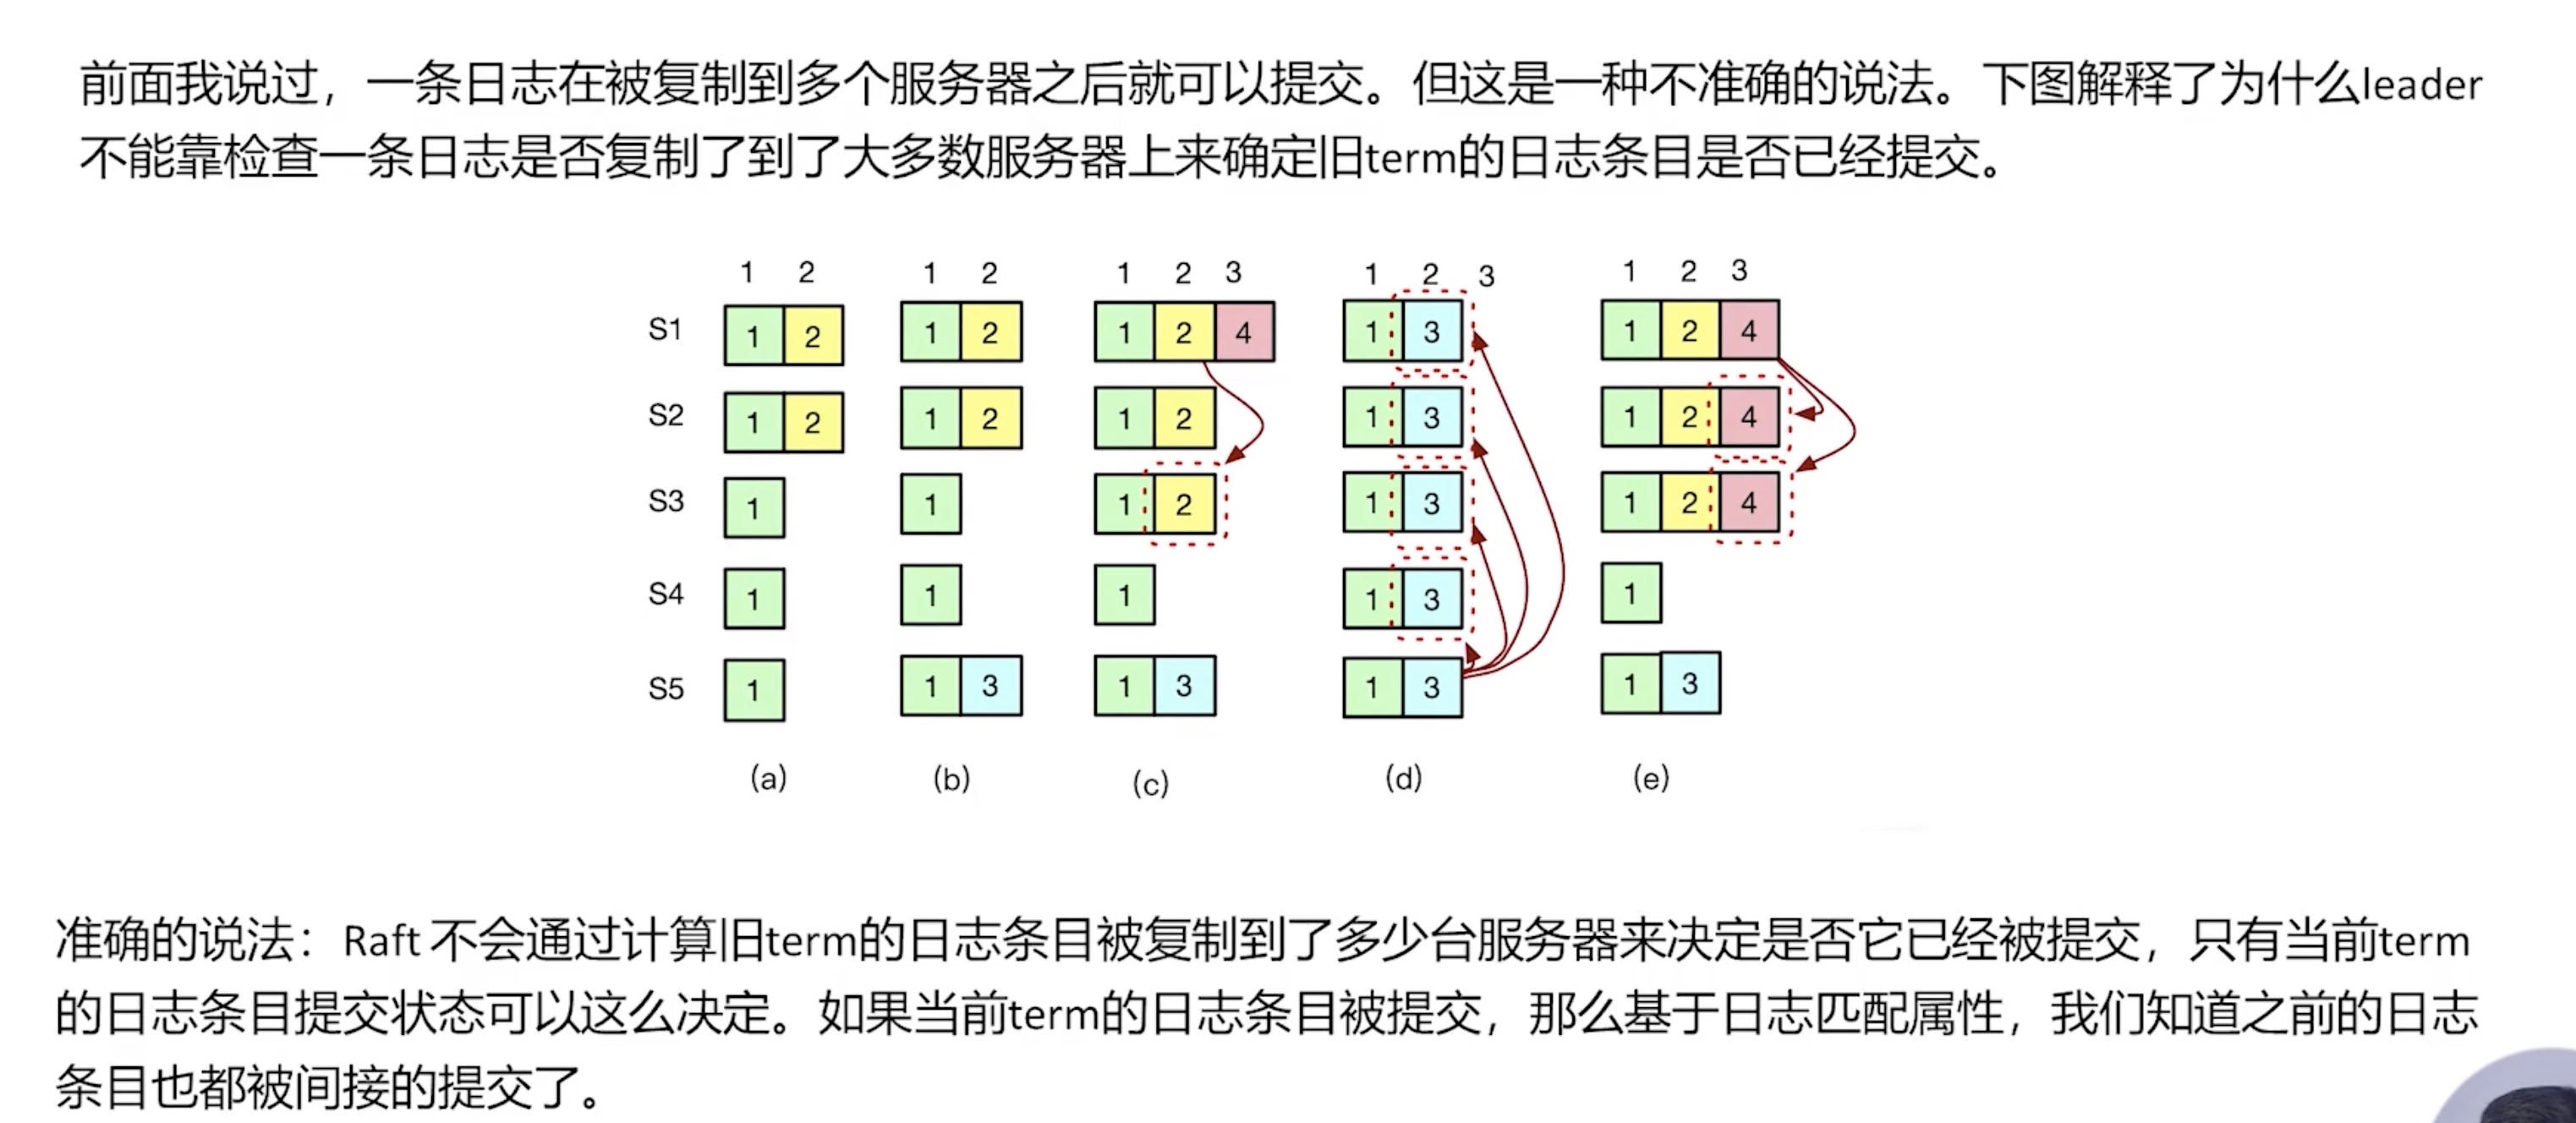 前面我说过，一条日志在被复制到多个服务器之后就可以提交。但这是一种不准确的说法。下图解释了为什么leader
不能靠检查一条日志是否复制了到了大多数服务器上来确定旧term的日志条目是否已经提交。
1 2 1 2 1 2 3 1 2 3 1 2 3
S1 1 2 1 2 1 2 4 1 3 1 2 4
S2 1 2 1 2 1 2 1 3 1 2 4
S3 1 1 1 2 1 3 1 2 4
S4 1 1 1 1 3 1
S5 1 1 3 1 3 1 3 1 3
(a) (b) (c) (d) (e)
准确的说法：Raft 不会通过计算旧term的日志条目被复制到了多少台服务器来决定是否它已经被提交，只有当前term
的日志条目提交状态可以这么决定。如果当前term的日志条目被提交，那么基于日志匹配属性，我们知道之前的日志
条目也都被间接的提交了。